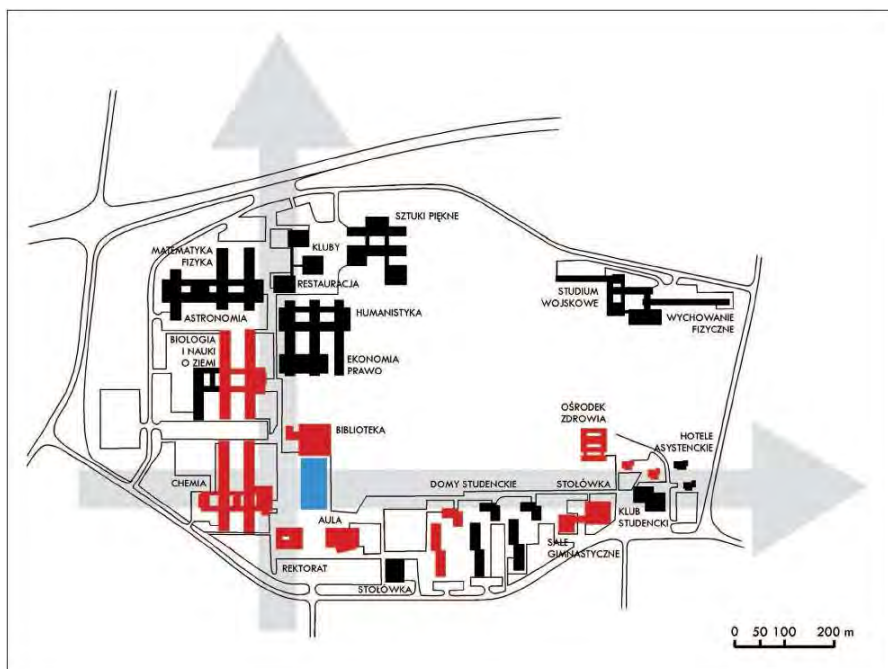 SZTUKI PIĘKNE
KLUBY
MATEMATYKA
FIZYKA
RESTAURACJA
STUDIUM
WOJSKOWE
ASTRONOMIA
HUMANISTYKA
WYCHOWANIE
FIZYCZNE
BIOLOGIA
I NAUKI
O ZIEMI
EKONOMIA
PRAWO
OŚRODEK
ZDROWIA
BIBLIOTEKA
HOTELE
ASYSTENCKIE
CHEMIA
DOMY STUDENCKIE
STOŁÓWKA
AULA
KLUB
STUDENCKI
SALE
GIMNASTYCZNE
REKTORAT
STOŁÓWKA
0 50 100 200 m